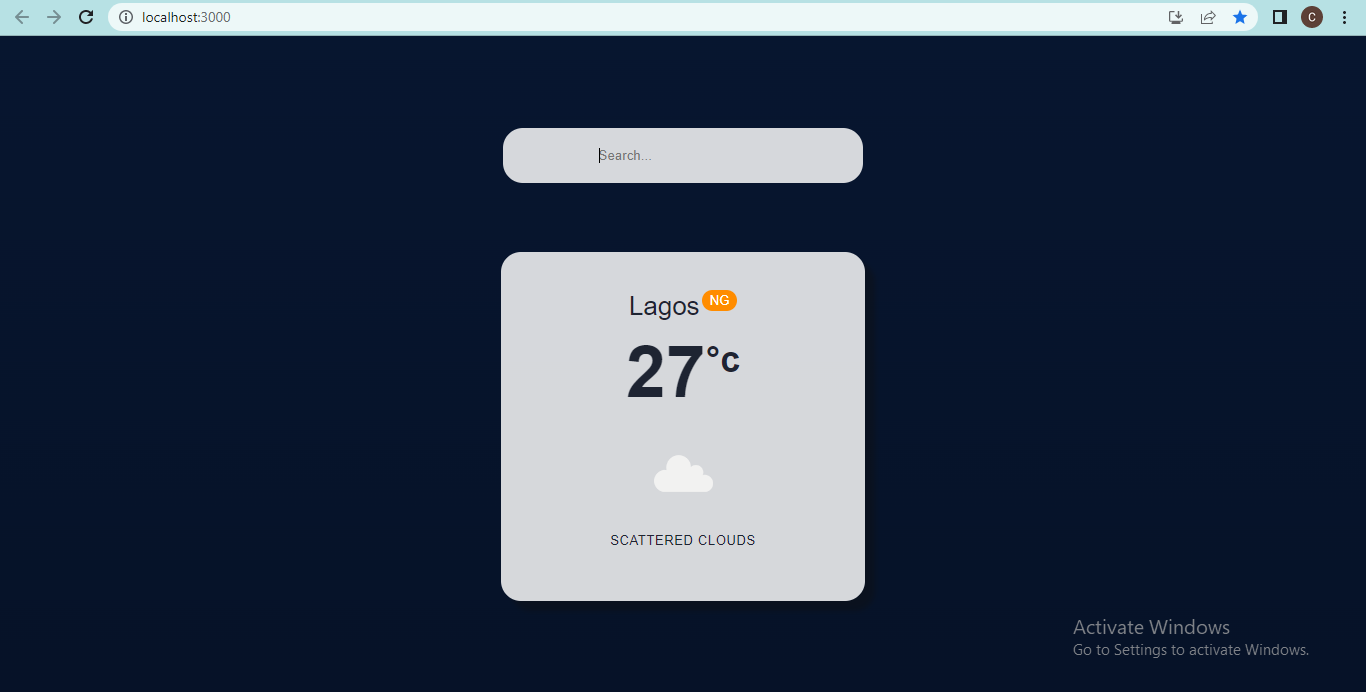 localhost:3000
C
Search...
Lagos NG
27°c
SCATTERED CLOUDS
Activate Windows
Go to Settings to activate Windows.